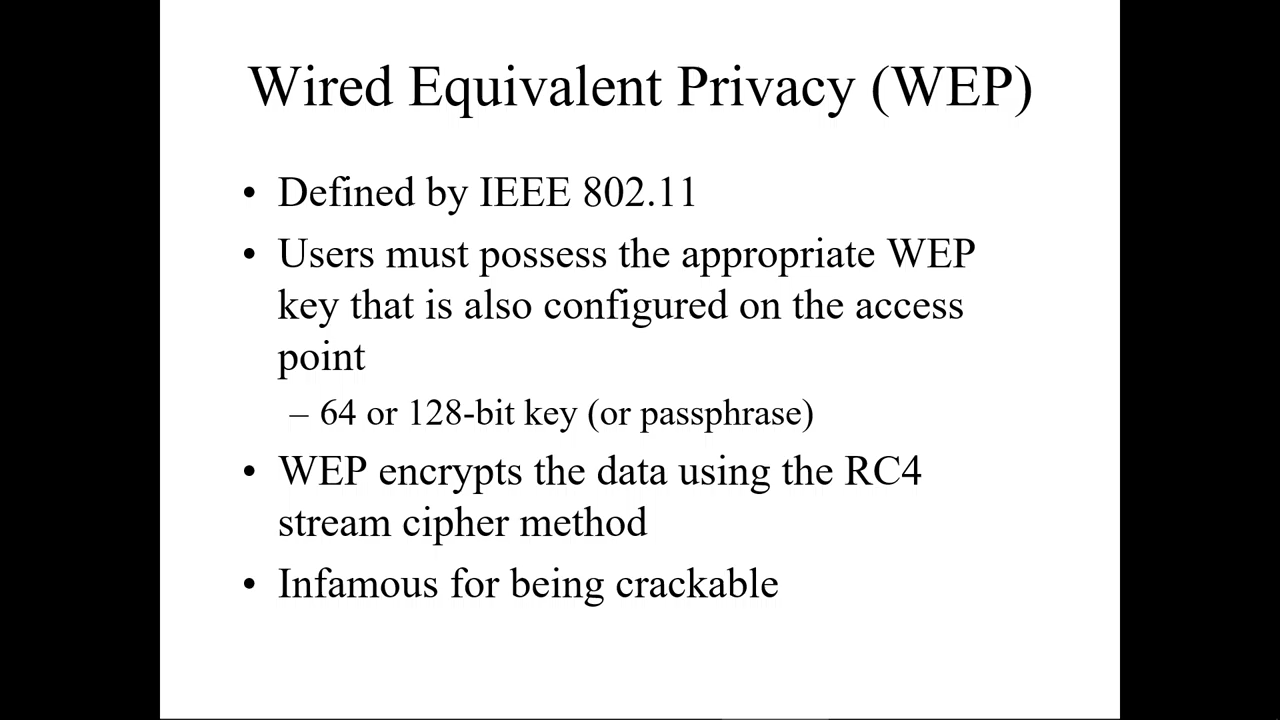 Wired Equivalent Privacy (WEP)
• Defined by IEEE 802.11
• Users must possess the appropriate WEP
key that is also configured on the access
point
– 64 or 128-bit key (or passphrase)
• WEP encrypts the data using the RC4
stream cipher method
• Infamous for being crackable